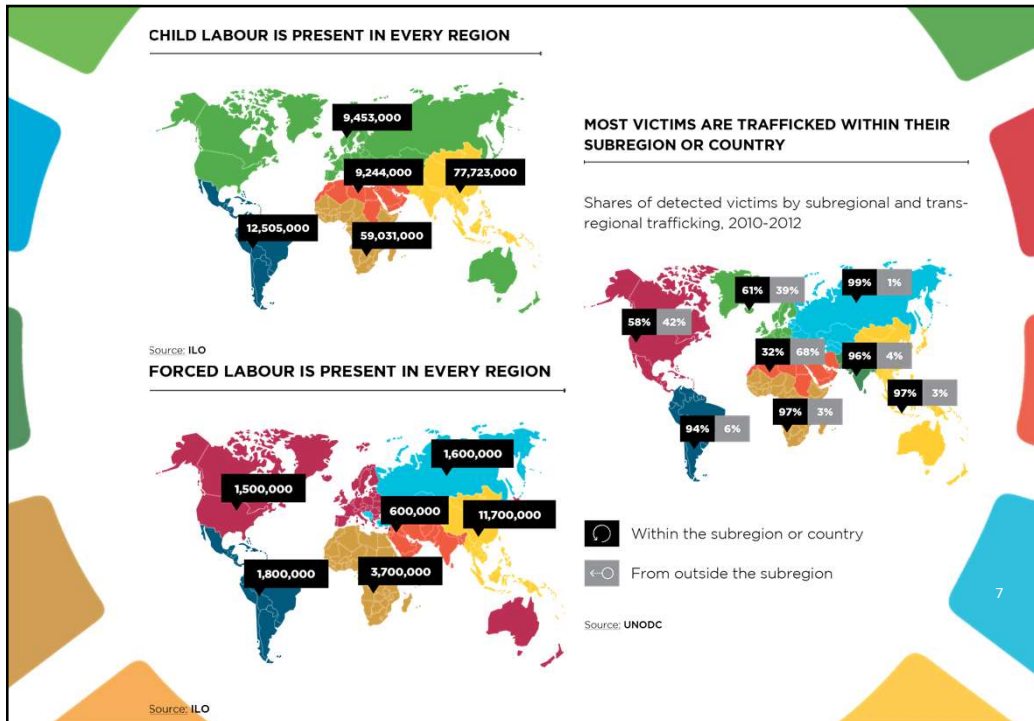 CHILD LABOUR IS PRESENT IN EVERY REGION
9,453,000
9,244,000
77,723,000
12,505,000
59,031,000
Source: ILO
FORCED LABOUR IS PRESENT IN EVERY REGION
1,600,000
1,500,000
600,000
11,700,000
1,800,000
3,700,000
Source: ILO
MOST VICTIMS ARE TRAFFICKED WITHIN THEIR
SUBREGION OR COUNTRY
Shares of detected victims by subregional and trans-
regional trafficking, 2010-2012
61% 39%
99% 1%
58% 42%
32% 68%
96% 4%
97% 3%
97% 3%
94% 6%
Within the subregion or country
From outside the subregion
Source: UNODC
7